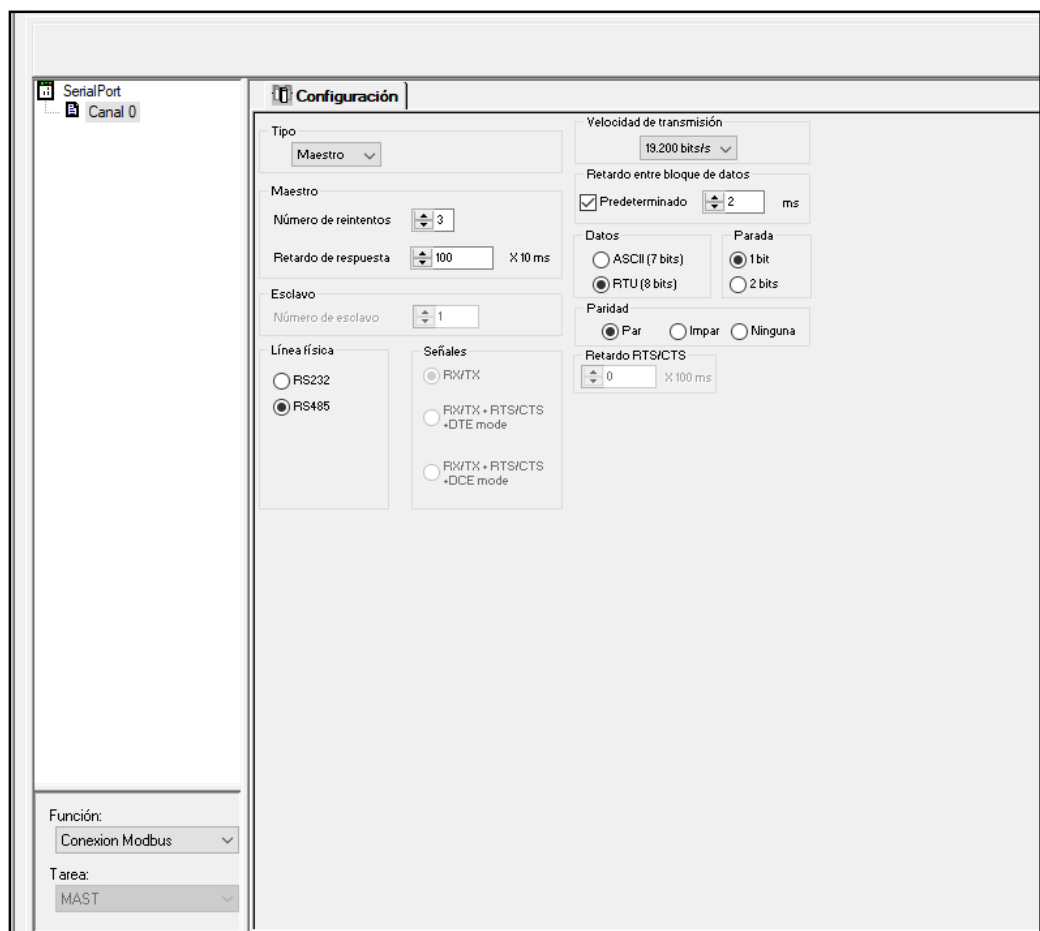 SerialPort
Canal 0
Configuración
Tipo
Maestro
Maestro
Número de reintentos 3
Retardo de respuesta 100 X 10 ms
Esclavo
Número de esclavo 1
Línea física
RS232
RS485
Señales
RX/TX
RX/TX + RTS/CTS
+DTE mode
RX/TX + RTS/CTS
+DCE mode
Velocidad de transmisión
19.200 bits/s
Retardo entre bloque de datos
Predeterminado 2 ms
Datos
ASCII (7 bits)
RTU (8 bits)
Parada
1 bit
2 bits
Paridad
Par Impar Ninguna
Retardo RTS/CTS
0 X 100 ms
Función:
Conexion Modbus
Tarea:
MAST